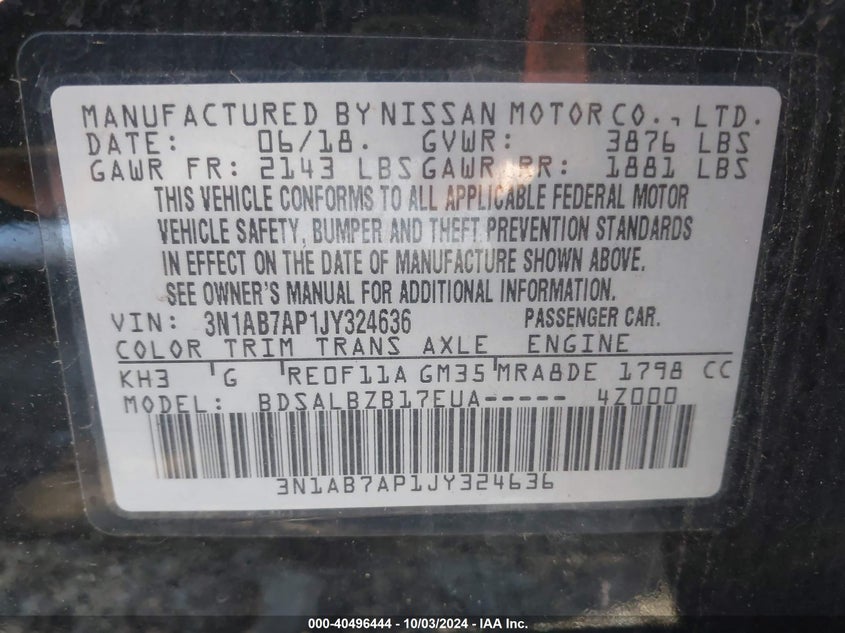 MANUFACTURED BY NISSAN MOTOR CO., LTD.
DATE: 06/18. GVWR: 3876 LBS
GAWR FR: 2143 LBS GAWR RR: 1881 LBS
THIS VEHICLE CONFORMS TO ALL APPLICABLE FEDERAL MOTOR
VEHICLE SAFETY, BUMPER AND THEFT PREVENTION STANDARDS
IN EFFECT ON THE DATE OF MANUFACTURE SHOWN ABOVE.
SEE OWNER'S MANUAL FOR ADDITIONAL INFORMATION.
VIN: 3N1AB7AP1JY324636 PASSENGER CAR.
COLOR TRIM TRANS AXLE ENGINE
KH3 G RE0F11A GM35 MRA8DE 1798 CC
MODEL: BDSALBZB17EUA----- 4Z000
3N1AB7AP1JY324636
000-40496444 - 10/03/2024 - IAA Inc.